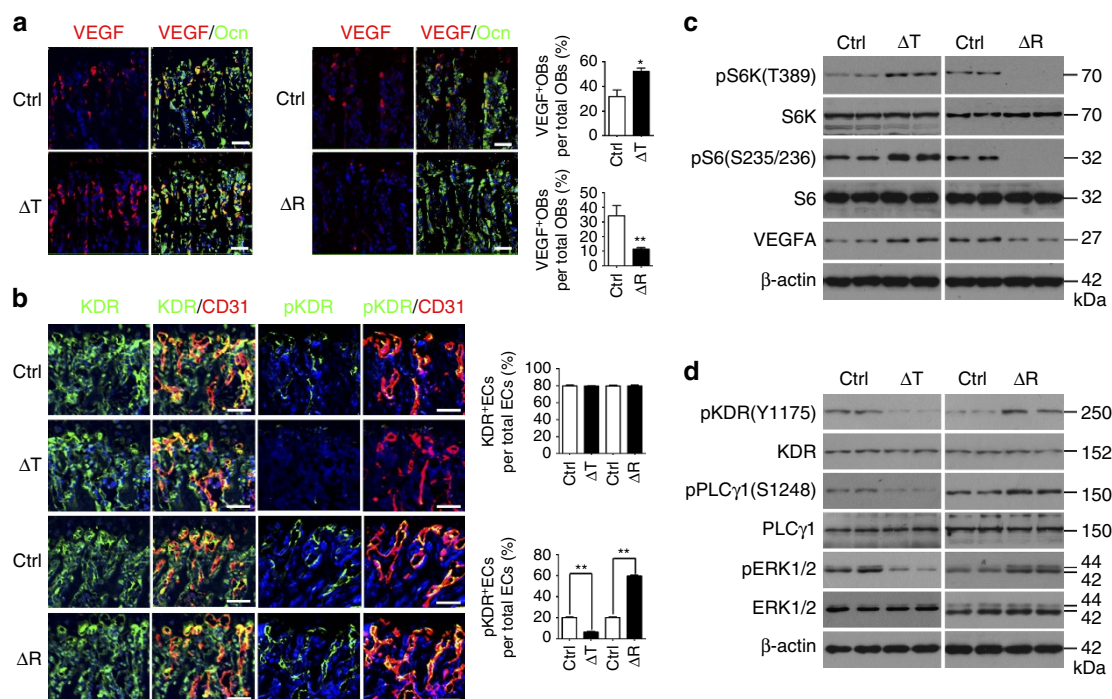 a
VEGF VEGF/Ocn VEGF VEGF/Ocn
Ctrl
ΔT
Ctrl
ΔR
VEGF⁺OBs
per total OBs (%)
60
40
20
0
*
Ctrl
ΔT
VEGF⁺OBs
per total OBs (%)
50
40
30
20
10
0
**
Ctrl
ΔR
b
KDR KDR/CD31 pKDR pKDR/CD31
Ctrl
ΔT
Ctrl
ΔR
KDR⁺ECs
per total ECs (%)
100
80
60
40
20
0
Ctrl
ΔT
Ctrl
ΔR
pKDR⁺ECs
per total ECs (%)
80
60
40
20
0
**
**
Ctrl
ΔT
Ctrl
ΔR
c
Ctrl ΔT Ctrl ΔR
pS6K(T389) 70
S6K 70
pS6(S235/236) 32
S6 32
VEGFA 27
β-actin 42
kDa
d
Ctrl ΔT Ctrl ΔR
pKDR(Y1175) 250
KDR 152
pPLCγ1(S1248) 150
PLCγ1 150
pERK1/2 44
42
ERK1/2 44
42
β-actin 42
kDa